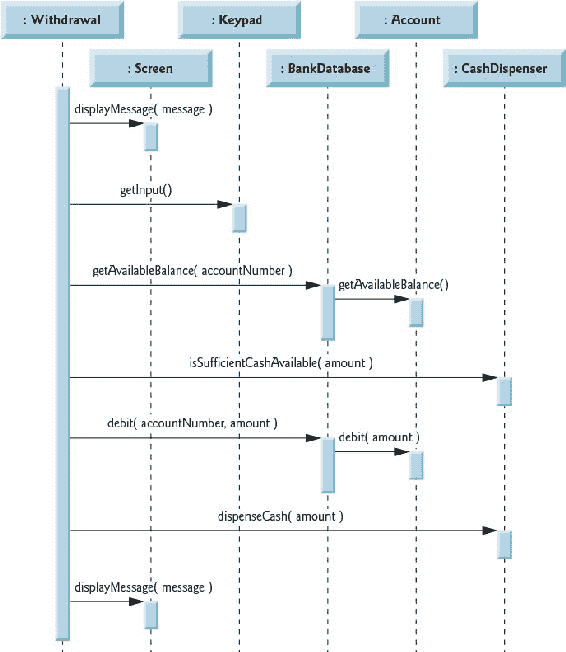 : Withdrawal
: Keypad
: Account
: Screen
: BankDatabase
: CashDispenser
displayMessage( message )
getInput()
getAvailableBalance( accountNumber )
getAvailableBalance()
isSufficientCashAvailable( amount )
debit( accountNumber, amount )
debit( amount )
dispenseCash( amount )
displayMessage( message )